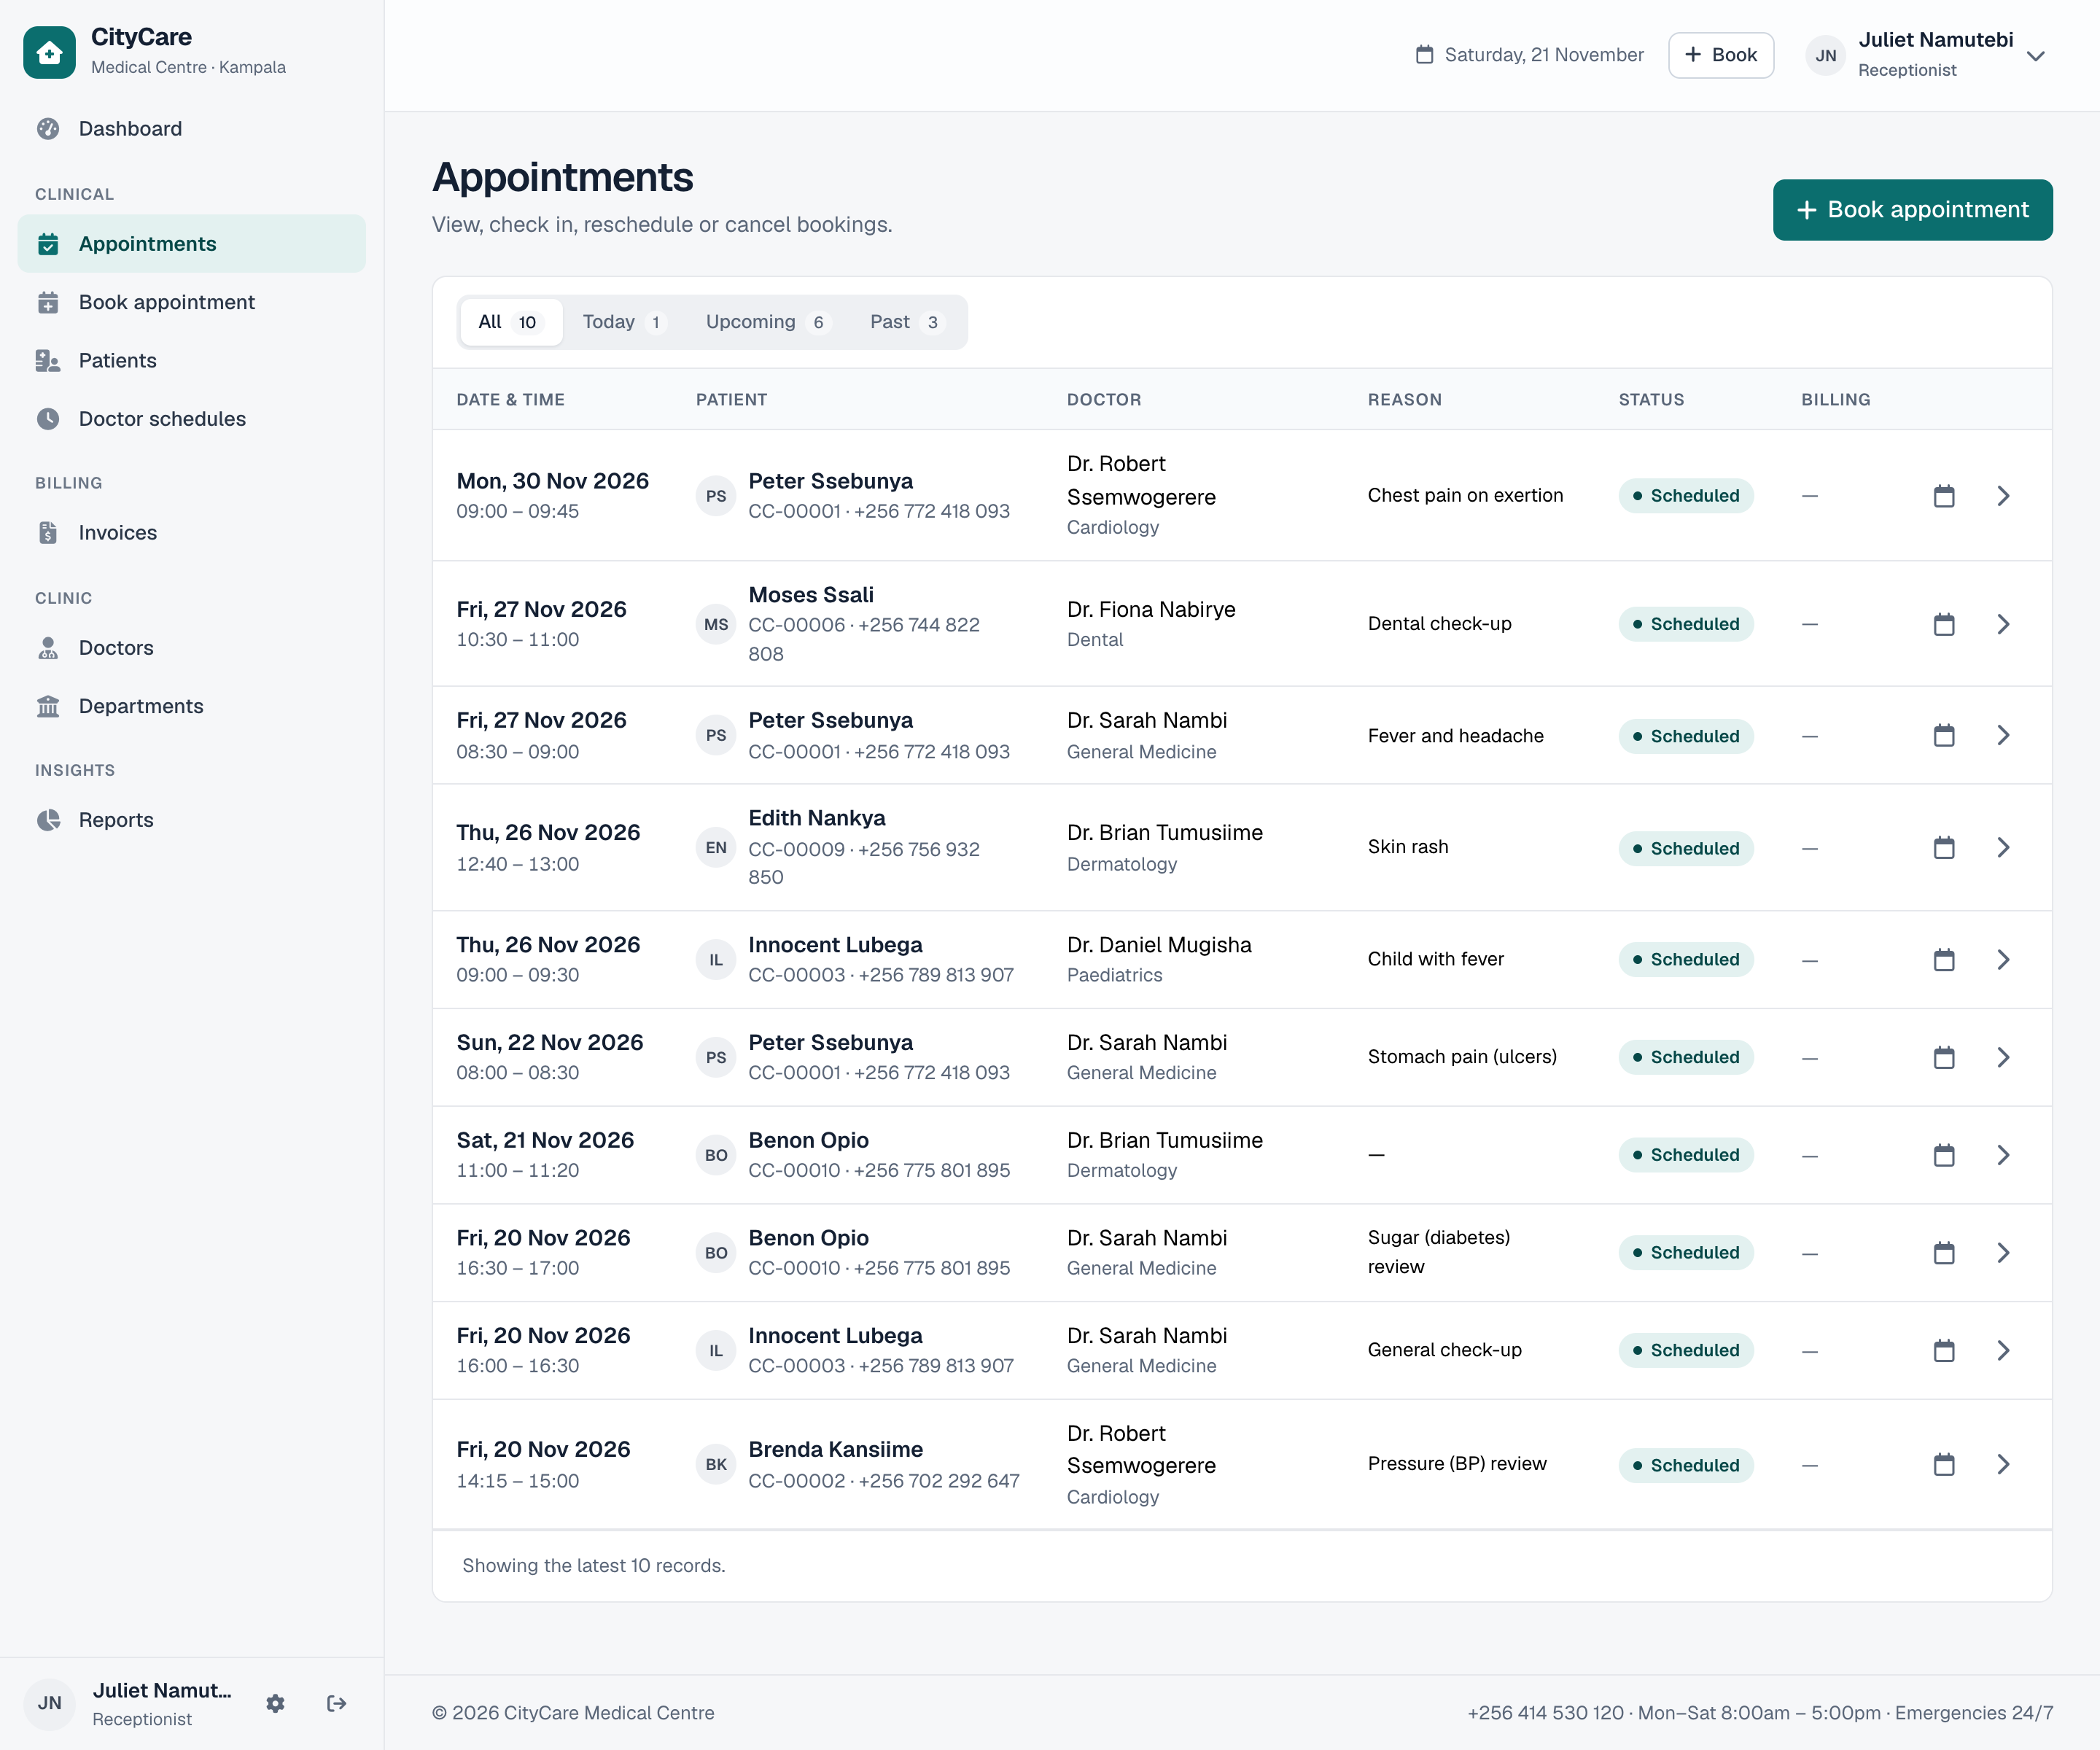 CityCare
Medical Centre · Kampala
Dashboard
CLINICAL
Appointments
Book appointment
Patients
Doctor schedules
BILLING
Invoices
CLINIC
Doctors
Departments
INSIGHTS
Reports
JN
Juliet Namut...
Receptionist
Saturday, 21 November
+ Book
JN
Juliet Namutebi
Receptionist
Appointments
View, check in, reschedule or cancel bookings.
+ Book appointment
All 10 Today 1 Upcoming 6 Past 3
DATE & TIME PATIENT DOCTOR REASON STATUS BILLING
Mon, 30 Nov 2026
09:00 – 09:45
PS
Peter Ssebunya
CC-00001 · +256 772 418 093
Dr. Robert
Ssemwogerere
Cardiology
Chest pain on exertion
Scheduled
—
Fri, 27 Nov 2026
10:30 – 11:00
MS
Moses Ssali
CC-00006 · +256 744 822
808
Dr. Fiona Nabirye
Dental
Dental check-up
Scheduled
—
Fri, 27 Nov 2026
08:30 – 09:00
PS
Peter Ssebunya
CC-00001 · +256 772 418 093
Dr. Sarah Nambi
General Medicine
Fever and headache
Scheduled
—
Thu, 26 Nov 2026
12:40 – 13:00
EN
Edith Nankya
CC-00009 · +256 756 932
850
Dr. Brian Tumusiime
Dermatology
Skin rash
Scheduled
—
Thu, 26 Nov 2026
09:00 – 09:30
IL
Innocent Lubega
CC-00003 · +256 789 813 907
Dr. Daniel Mugisha
Paediatrics
Child with fever
Scheduled
—
Sun, 22 Nov 2026
08:00 – 08:30
PS
Peter Ssebunya
CC-00001 · +256 772 418 093
Dr. Sarah Nambi
General Medicine
Stomach pain (ulcers)
Scheduled
—
Sat, 21 Nov 2026
11:00 – 11:20
BO
Benon Opio
CC-00010 · +256 775 801 895
Dr. Brian Tumusiime
Dermatology
—
Scheduled
—
Fri, 20 Nov 2026
16:30 – 17:00
BO
Benon Opio
CC-00010 · +256 775 801 895
Dr. Sarah Nambi
General Medicine
Sugar (diabetes)
review
Scheduled
—
Fri, 20 Nov 2026
16:00 – 16:30
IL
Innocent Lubega
CC-00003 · +256 789 813 907
Dr. Sarah Nambi
General Medicine
General check-up
Scheduled
—
Fri, 20 Nov 2026
14:15 – 15:00
BK
Brenda Kansiime
CC-00002 · +256 702 292 647
Dr. Robert
Ssemwogerere
Cardiology
Pressure (BP) review
Scheduled
—
Showing the latest 10 records.
© 2026 CityCare Medical Centre
+256 414 530 120 · Mon–Sat 8:00am – 5:00pm · Emergencies 24/7